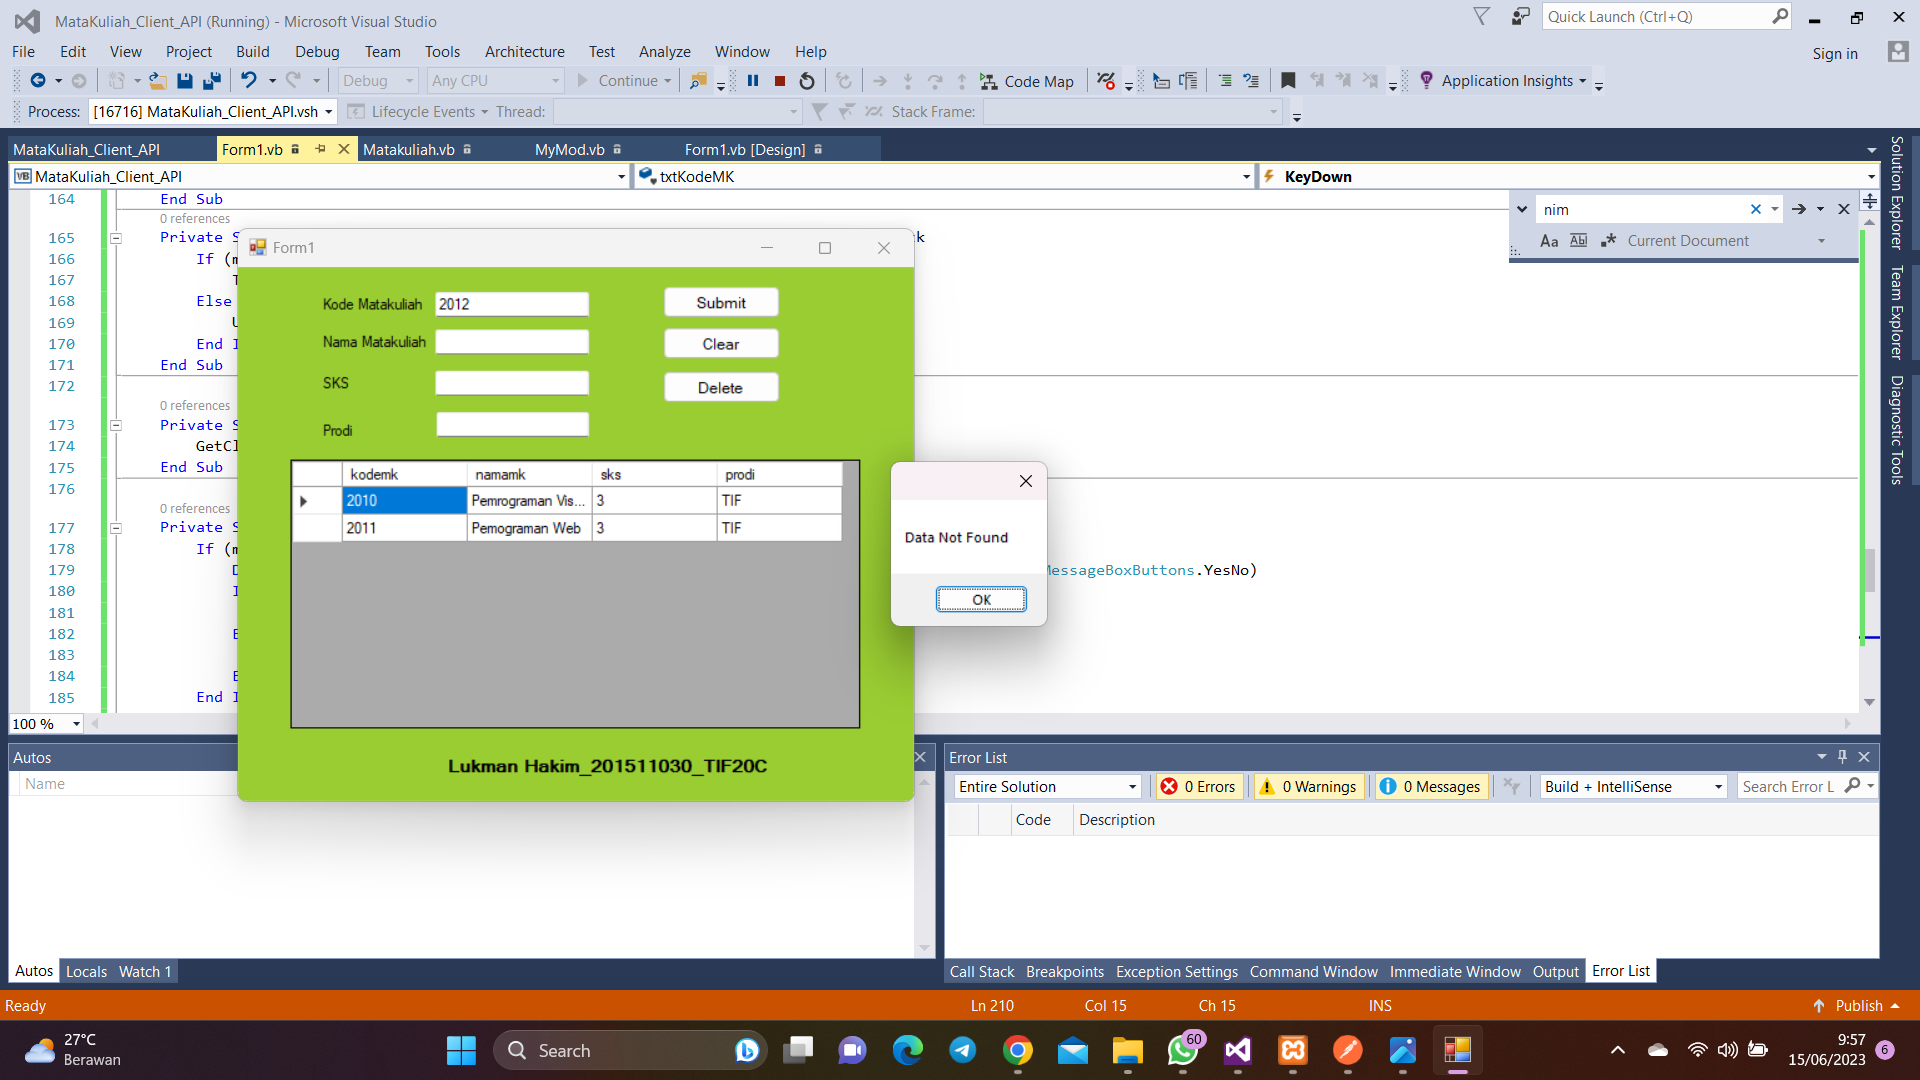 MataKuliah_Client_API (Running) - Microsoft Visual Studio
Quick Launch (Ctrl+Q)
File Edit View Project Build Debug Team Tools Architecture Test Analyze Window Help
Sign in
Debug Any CPU Continue Code Map Application Insights
Process: [16716] MataKuliah_Client_API.vsh Lifecycle Events Thread: Stack Frame:
MataKuliah_Client_API Form1.vb Matakuliah.vb MyMod.vb Form1.vb [Design]
MataKuliah_Client_API txtKodeMK KeyDown
164 End Sub
0 references
165 Private S
166 If (m
167
168 Else
169
170 End I
171 End Sub
172
0 references
173 Private S
174 GetCl
175 End Sub
176
0 references
177 Private S
178 If (m
179 MessageBoxButtons.YesNo)
180
181
182
183
184
185 End I
nim
Aa Abl .* Current Document
Solution Explorer
Team Explorer
Diagnostic Tools
Form1
Kode Matakuliah 2012 Submit
Nama Matakuliah Clear
SKS Delete
Prodi
kodemk namamk sks prodi
2010 Pemrograman Vis... 3 TIF
2011 Pemograman Web 3 TIF
Lukman Hakim_201511030_TIF20C
Data Not Found
OK
100 %
Autos
Name
Autos Locals Watch 1
Error List
Entire Solution 0 Errors 0 Warnings 0 Messages Build + IntelliSense Search Error L
Code Description
Call Stack Breakpoints Exception Settings Command Window Immediate Window Output Error List
Ready Ln 210 Col 15 Ch 15 INS Publish
27°C
Berawan
Search
60
9:57
15/06/2023
6